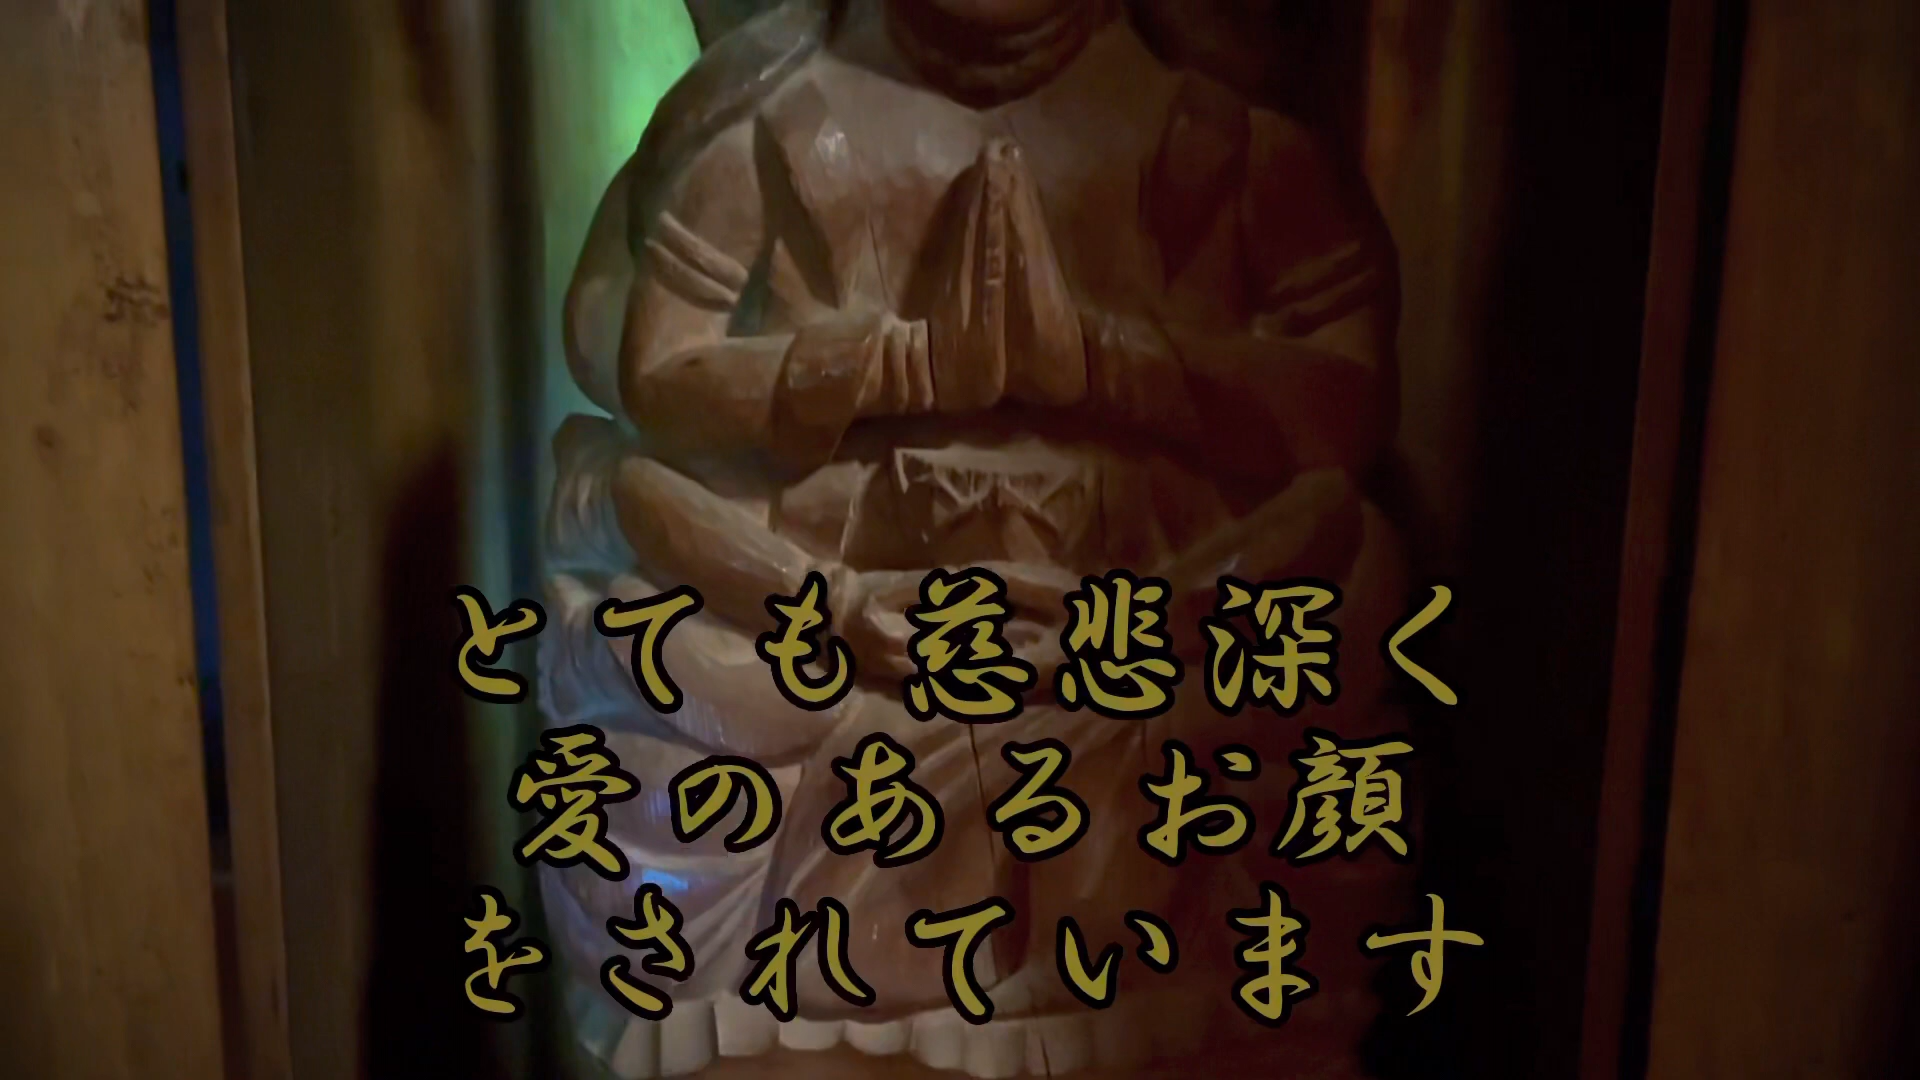 とても慈悲深く
愛のあるお顔
をされています